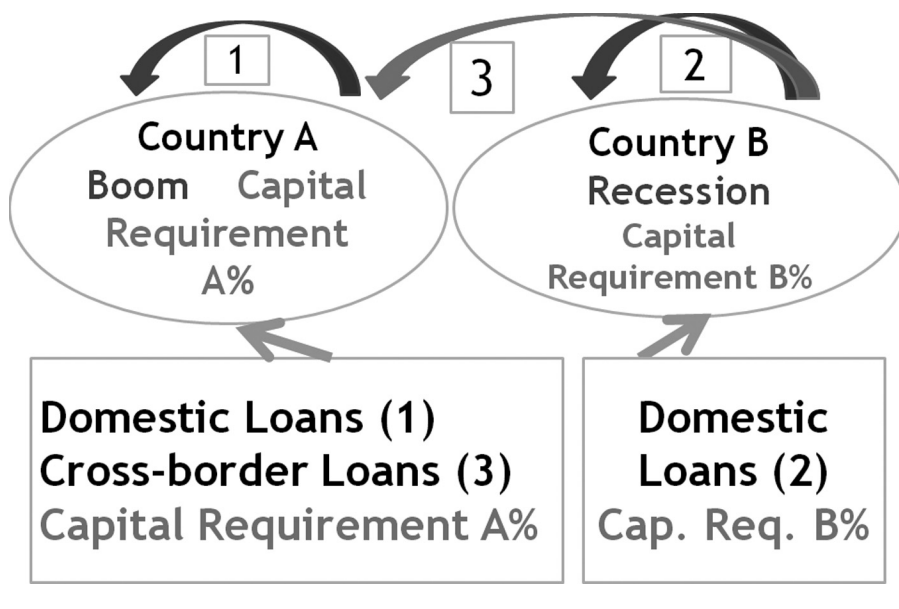 1
3
2
Country A
Boom Capital
Requirement
A%
Country B
Recession
Capital
Requirement B%
Domestic Loans (1)
Cross-border Loans (3)
Capital Requirement A%
Domestic
Loans (2)
Cap. Req. B%